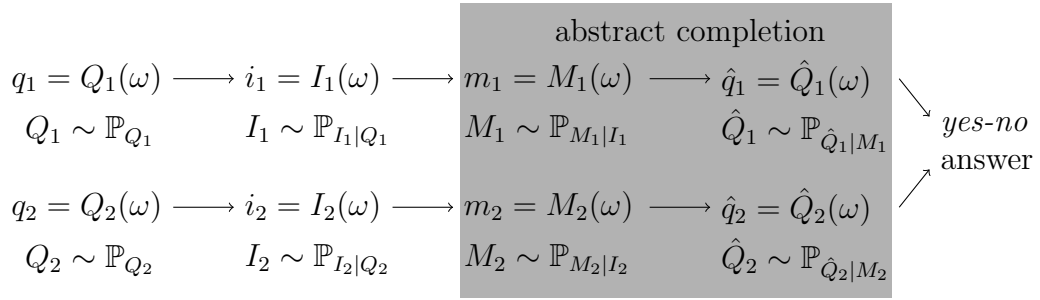 abstract completion
q₁ = Q₁(ω) ⟶ i₁ = I₁(ω) ⟶ m₁ = M₁(ω) ⟶ q̂₁ = Q̂₁(ω)
Q₁ ∼ ℙ_{Q₁} I₁ ∼ ℙ_{I₁|Q₁} M₁ ∼ ℙ_{M₁|I₁} Q̂₁ ∼ ℙ_{Q̂₁|M₁}
yes-no
answer
q₂ = Q₂(ω) ⟶ i₂ = I₂(ω) ⟶ m₂ = M₂(ω) ⟶ q̂₂ = Q̂₂(ω)
Q₂ ∼ ℙ_{Q₂} I₂ ∼ ℙ_{I₂|Q₂} M₂ ∼ ℙ_{M₂|I₂} Q̂₂ ∼ ℙ_{Q̂₂|M₂}